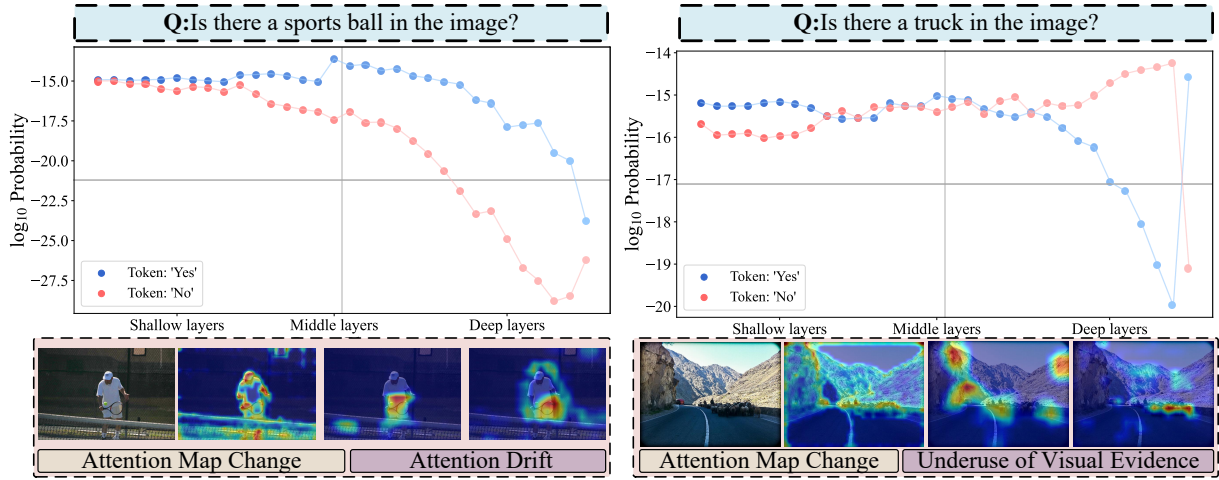 Q:Is there a sports ball in the image?
log10 Probability
−15.0
−17.5
−20.0
−22.5
−25.0
−27.5
Token: 'Yes'
Token: 'No'
Shallow layers
Middle layers
Deep layers
Attention Map Change
Attention Drift
Q:Is there a truck in the image?
log10 Probability
−14
−15
−16
−17
−18
−19
−20
Token: 'Yes'
Token: 'No'
Shallow layers
Middle layers
Deep layers
Attention Map Change
Underuse of Visual Evidence